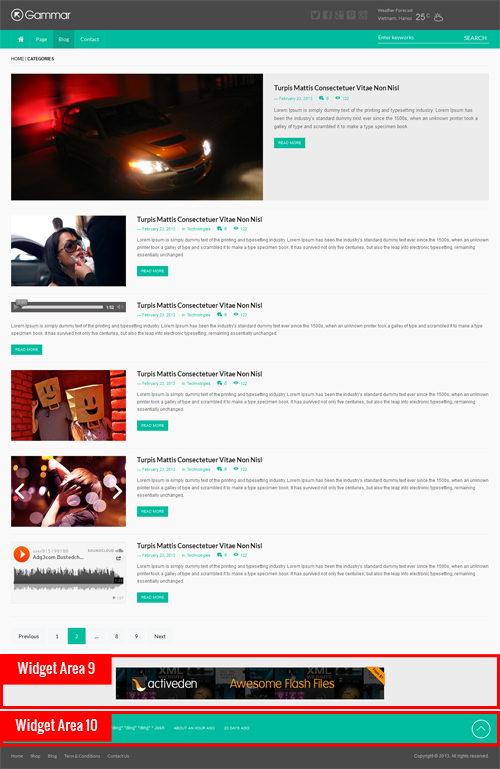 Gammar
Weather Forecast
Vietnam, Hanoi 25 C
Page Blog Contact
Enter keywords SEARCH
HOME / CATEGORIES
Turpis Mattis Consectetuer Vitae Non Nisl
— February 23, 2013 0 122
Lorem Ipsum is simply dummy text of the printing and typesetting industry. Lorem Ipsum has
been the industry's standard dummy text ever since the 1500s, when an unknown printer took a
galley of type and scrambled it to make a type specimen book.
READ MORE
Turpis Mattis Consectetuer Vitae Non Nisl
— February 23, 2013 in Technologies 0 122
Lorem Ipsum is simply dummy text of the printing and typesetting industry. Lorem Ipsum has been the industry's standard dummy text ever since the 1500s, when an unknown
printer took a galley of type and scrambled it to make a type specimen book. It has survived not only five centuries, but also the leap into electronic typesetting, remaining
essentially unchanged.
READ MORE
1:52
Turpis Mattis Consectetuer Vitae Non Nisl
— February 23, 2013 in Technologies 0 122
Lorem Ipsum is simply dummy text of the printing and typesetting industry. Lorem Ipsum has been the industry's standard dummy text ever since the 1500s, when an unknown printer took a galley of type and scrambled it to make a type
specimen book. It has survived not only five centuries, but also the leap into electronic typesetting, remaining essentially unchanged.
READ MORE
Turpis Mattis Consectetuer Vitae Non Nisl
— February 23, 2013 in Technologies 0 122
Lorem Ipsum is simply dummy text of the printing and typesetting industry. Lorem Ipsum has been the industry's standard dummy text ever since the 1500s, when an unknown
printer took a galley of type and scrambled it to make a type specimen book. It has survived not only five centuries, but also the leap into electronic typesetting, remaining
essentially unchanged.
READ MORE
Turpis Mattis Consectetuer Vitae Non Nisl
— February 23, 2013 in Technologies 0 122
Lorem Ipsum is simply dummy text of the printing and typesetting industry. Lorem Ipsum has been the industry's standard dummy text ever since the 1500s, when an unknown
printer took a galley of type and scrambled it to make a type specimen book. It has survived not only five centuries, but also the leap into electronic typesetting, remaining
essentially unchanged.
READ MORE
SOUNDCLOUD
Adg3com Bustedch...
Turpis Mattis Consectetuer Vitae Non Nisl
— February 23, 2013 in Technologies 0 122
Lorem Ipsum is simply dummy text of the printing and typesetting industry. Lorem Ipsum has been the industry's standard dummy text ever since the 1500s, when an unknown
printer took a galley of type and scrambled it to make a type specimen book. It has survived not only five centuries, but also the leap into electronic typesetting, remaining
essentially unchanged.
READ MORE
Previous 1 2 ... 8 9 Next
Widget Area 9
activeden Awesome Flash Files
Widget Area 10
ABOUT AN HOUR AGO 23 DAYS AGO
Home Shop Blog Term & Conditions Contact Us
Copyright © 2013. All rights reserved.